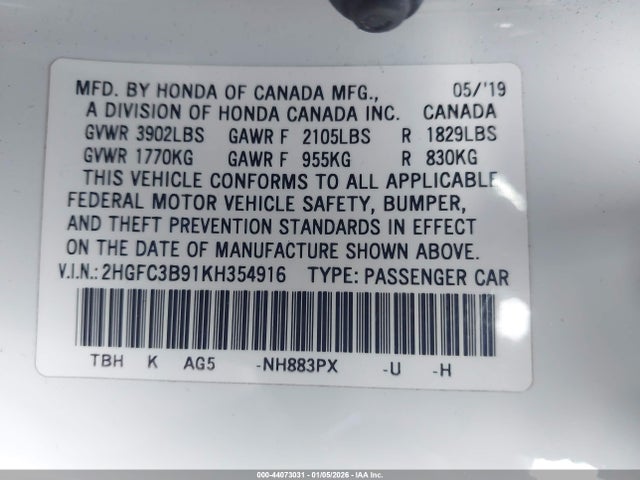 MFD. BY HONDA OF CANADA MFG., 05/'19
A DIVISION OF HONDA CANADA INC. CANADA
GVWR 3902LBS GAWR F 2105LBS R 1829LBS
GVWR 1770KG GAWR F 955KG R 830KG
THIS VEHICLE CONFORMS TO ALL APPLICABLE
FEDERAL MOTOR VEHICLE SAFETY, BUMPER,
AND THEFT PREVENTION STANDARDS IN EFFECT
ON THE DATE OF MANUFACTURE SHOWN ABOVE.
V.I.N.: 2HGFC3B91KH354916 TYPE: PASSENGER CAR
TBH K AG5 -NH883PX -U -H
000-44073031 - 01/05/2026 - IAA Inc.